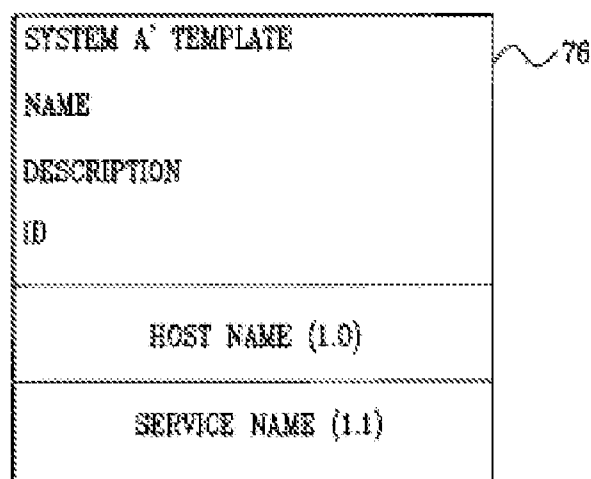 SYSTEM A' TEMPLATE
76
NAME
DESCRIPTION
ID
HOST NAME (1.0)
SERVICE NAME (1.1)